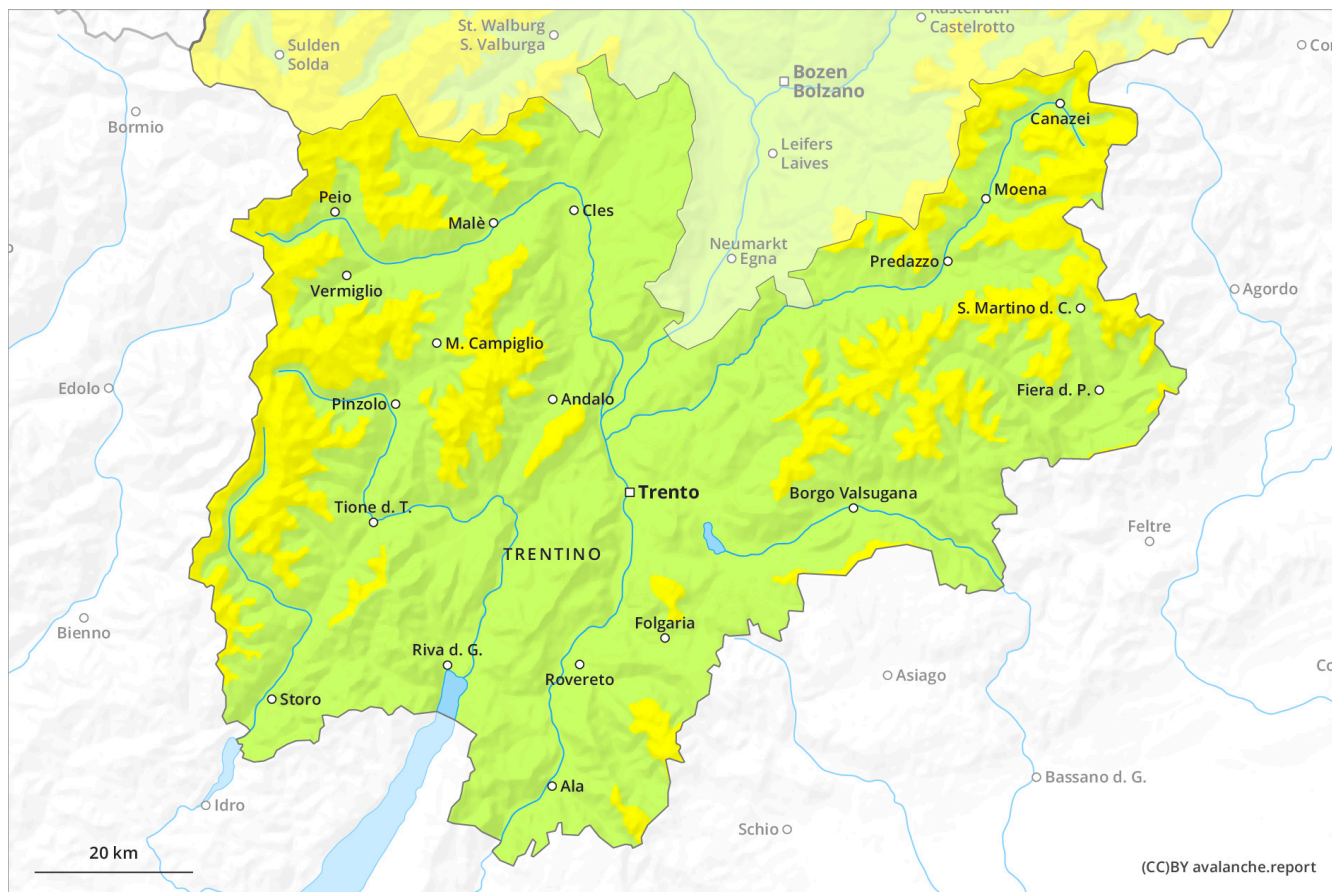 Kastelruth
Castelrotto
St. Walburg
S. Valburga
Sulden
Solda
Bozen
Bolzano
Bormio
Canazei
Leifers
Laives
Peio
Moena
Malè
Cles
Neumarkt
Egna
Predazzo
Vermiglio
Agordo
S. Martino d. C.
M. Campiglio
Edolo
Fiera d. P.
Pinzolo
Andalo
Trento
Borgo Valsugana
Tione d. T.
Feltre
TRENTINO
Bienno
Folgaria
Riva d. G.
Asiago
Rovereto
Storo
Bassano d. G.
Ala
Idro
Schio
20 km
(CC)BY avalanche.report